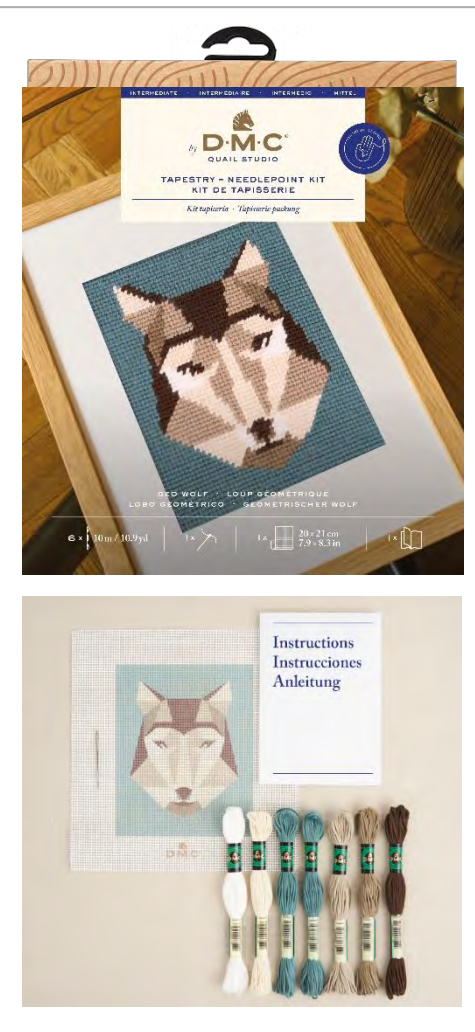 INTERMEDIATE · INTERMEDIAIRE · INTERMEDIO · MITTEL
by D·M·C
QUAIL STUDIO
TAPESTRY – NEEDLEPOINT KIT
KIT DE TAPISSERIE
Kit tapicería · Tapisserie packung
GEO WOLF · LOUP GÉOMÉTRIQUE
LOBO GEOMÉTRICO · GEOMETRISCHER WOLF
6 x 10 m / 10.9 yd
1 x
1 x 20 x 21 cm
7.9 x 8.3 in
1 x
Instructions
Instrucciones
Anleitung
DMC